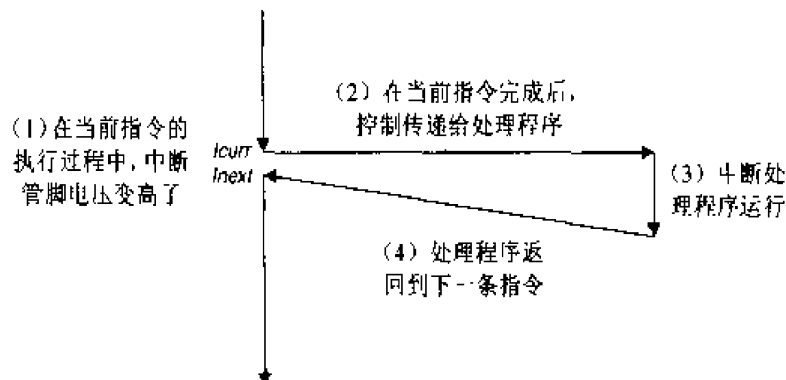 (2) 在当前指令完成后,
控制传递给处理程序
(1)在当前指令的
执行过程中,中断
管脚电压变高了
Icurr
Inext
(3) 中断处
理程序运行
(4) 处理程序返
回到下一条指令